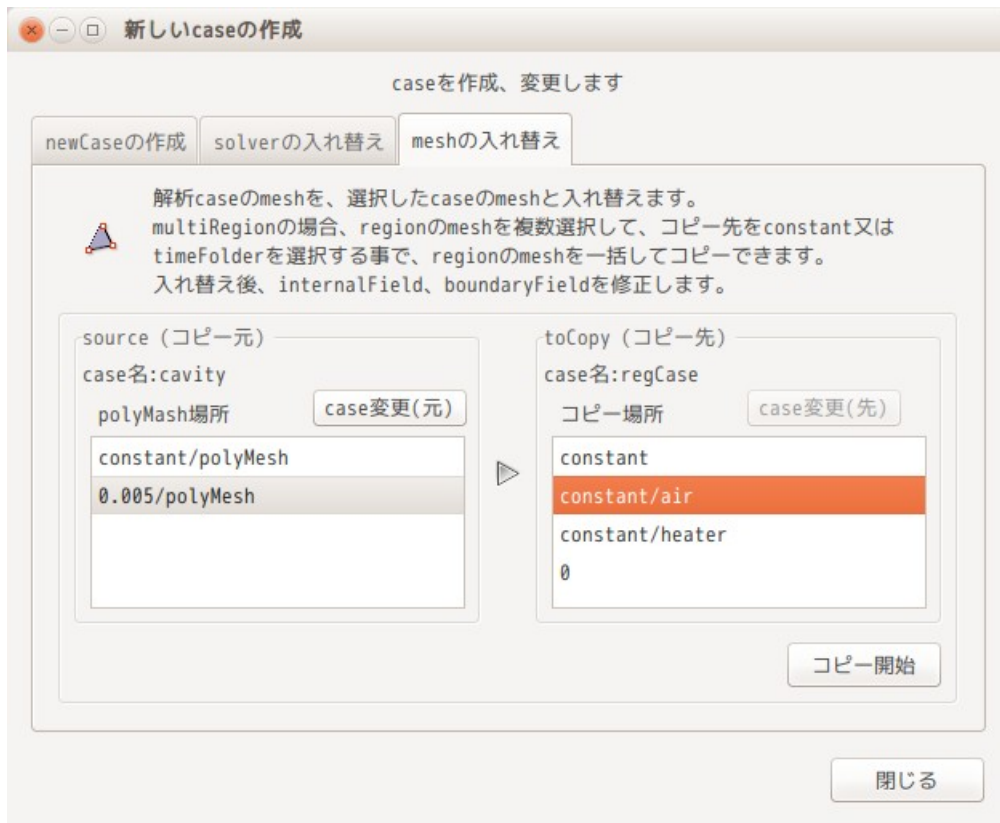 新しいcaseの作成
caseを作成、変更します
newCaseの作成 solverの入れ替え meshの入れ替え
解析caseのmeshを、選択したcaseのmeshと入れ替えます。
multiRegionの場合、regionのmeshを複数選択して、コピー先をconstant又は
timeFolderを選択する事で、regionのmeshを一括してコピーできます。
入れ替え後、internalField、boundaryFieldを修正します。
source (コピー元)
case名:cavity
polyMash場所 case変更(元)
constant/polyMesh
0.005/polyMesh
toCopy (コピー先)
case名:regCase
コピー場所 case変更(先)
constant
constant/air
constant/heater
0
コピー開始
閉じる